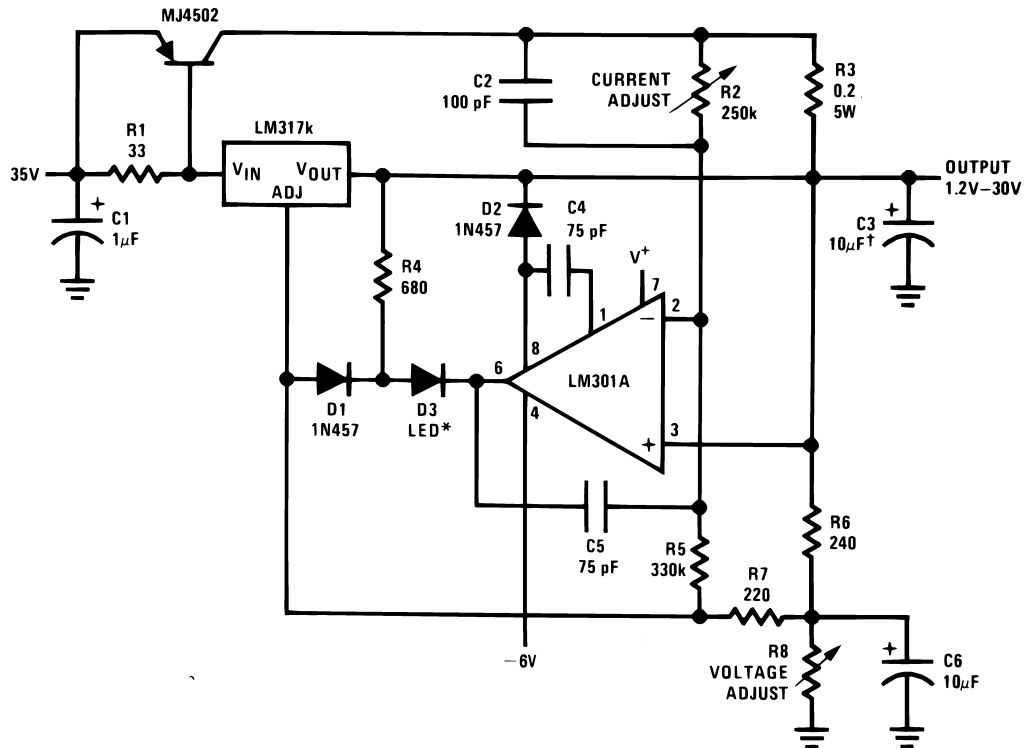 MJ4502
C2
100 pF
CURRENT
ADJUST
R2
250k
R3
0.2
5W
R1
33
LM317k
35V
VIN
VOUT
ADJ
OUTPUT
1.2V–30V
+
C1
1μF
D2
1N457
C4
75 pF
+
C3
10μF†
R4
680
V+
7
1
2
−
8
6
LM301A
D1
1N457
D3
LED*
4
+
3
C5
75 pF
R5
330k
R6
240
R7
220
−6V
R8
VOLTAGE
ADJUST
+
C6
10μF